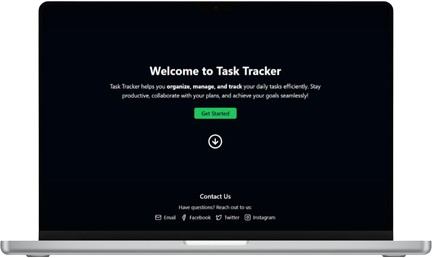 Welcome to Task Tracker
Task Tracker helps you organize, manage, and track your daily tasks efficiently. Stay
productive, collaborate with your plans, and achieve your goals seamlessly!
Get Started
Contact Us
Have questions? Reach out to us:
Email Facebook Twitter Instagram